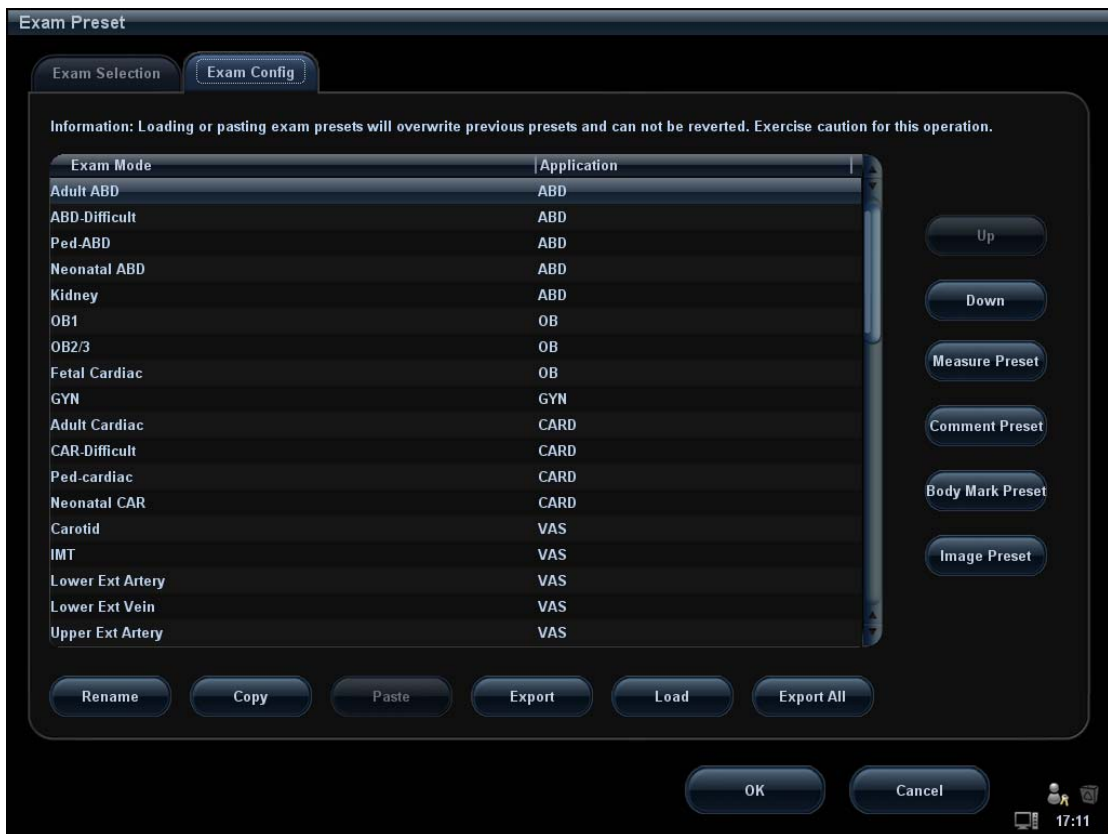 Exam Preset
Exam Selection Exam Config
Information: Loading or pasting exam presets will overwrite previous presets and can not be reverted. Exercise caution for this operation.
Exam Mode Application
Adult ABD ABD
ABD-Difficult ABD
Ped-ABD ABD
Neonatal ABD ABD
Kidney ABD
OB1 OB
OB2/3 OB
Fetal Cardiac OB
GYN GYN
Adult Cardiac CARD
CAR-Difficult CARD
Ped-cardiac CARD
Neonatal CAR CARD
Carotid VAS
IMT VAS
Lower Ext Artery VAS
Lower Ext Vein VAS
Upper Ext Artery VAS
Up
Down
Measure Preset
Comment Preset
Body Mark Preset
Image Preset
Rename Copy Paste Export Load Export All
OK Cancel
17:11